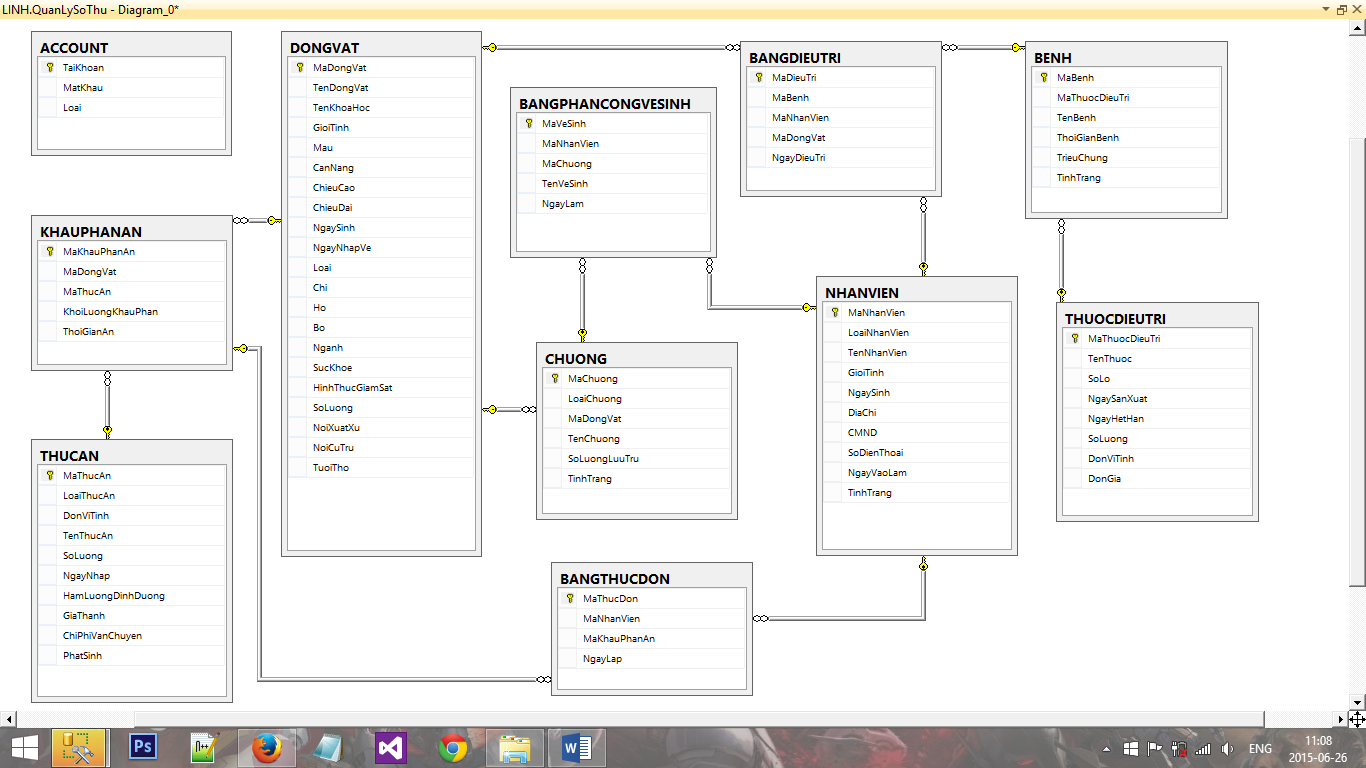 LINH.QuanLySoThu - Diagram_0*
ACCOUNT
TaiKhoan
MatKhau
Loai
DONGVAT
MaDongVat
TenDongVat
TenKhoaHoc
GioiTinh
Mau
CanNang
ChieuCao
ChieuDai
NgaySinh
NgayNhapVe
Loai
Chi
Ho
Bo
Nganh
SucKhoe
HinhThucGiamSat
SoLuong
NoiXuatXu
NoiCuTru
TuoiTho
BANGPHANCONGVESINH
MaVeSinh
MaNhanVien
MaChuong
TenVeSinh
NgayLam
BANGDIEUTRI
MaDieuTri
MaBenh
MaNhanVien
MaDongVat
NgayDieuTri
BENH
MaBenh
MaThuocDieuTri
TenBenh
ThoiGianBenh
TrieuChung
TinhTrang
KHAUPHANAN
MaKhauPhanAn
MaDongVat
MaThucAn
KhoiLuongKhauPhan
ThoiGianAn
CHUONG
MaChuong
LoaiChuong
MaDongVat
TenChuong
SoLuongLuuTru
TinhTrang
NHANVIEN
MaNhanVien
LoaiNhanVien
TenNhanVien
GioiTinh
NgaySinh
DiaChi
CMND
SoDienThoai
NgayVaoLam
TinhTrang
THUOCDIEUTRI
MaThuocDieuTri
TenThuoc
SoLo
NgaySanXuat
NgayHetHan
SoLuong
DonViTinh
DonGia
THUCAN
MaThucAn
LoaiThucAn
DonViTinh
TenThucAn
SoLuong
NgayNhap
HamLuongDinhDuong
GiaThanh
ChiPhiVanChuyen
PhatSinh
BANGTHUCDON
MaThucDon
MaNhanVien
MaKhauPhanAn
NgayLap
Ps
n++
W
ENG
11:08
2015-06-26